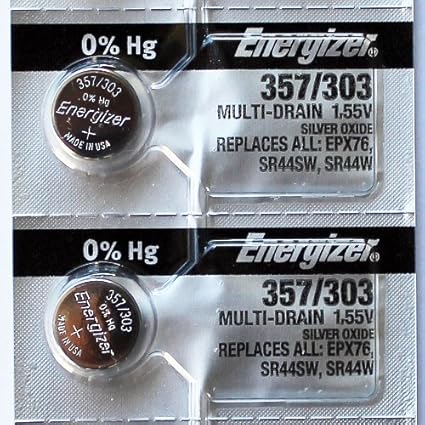 0% Hg
Energizer®
357/303
MULTI-DRAIN 1.55V
SILVER OXIDE
REPLACES ALL: EPX76,
SR44SW, SR44W
357/303
0% Hg
Energizer
+
MADE IN USA
0% Hg
Energizer®
357/303
MULTI-DRAIN 1.55V
SILVER OXIDE
REPLACES ALL: EPX76,
SR44SW, SR44W
357/303
0% Hg
Energizer
+
MADE IN USA